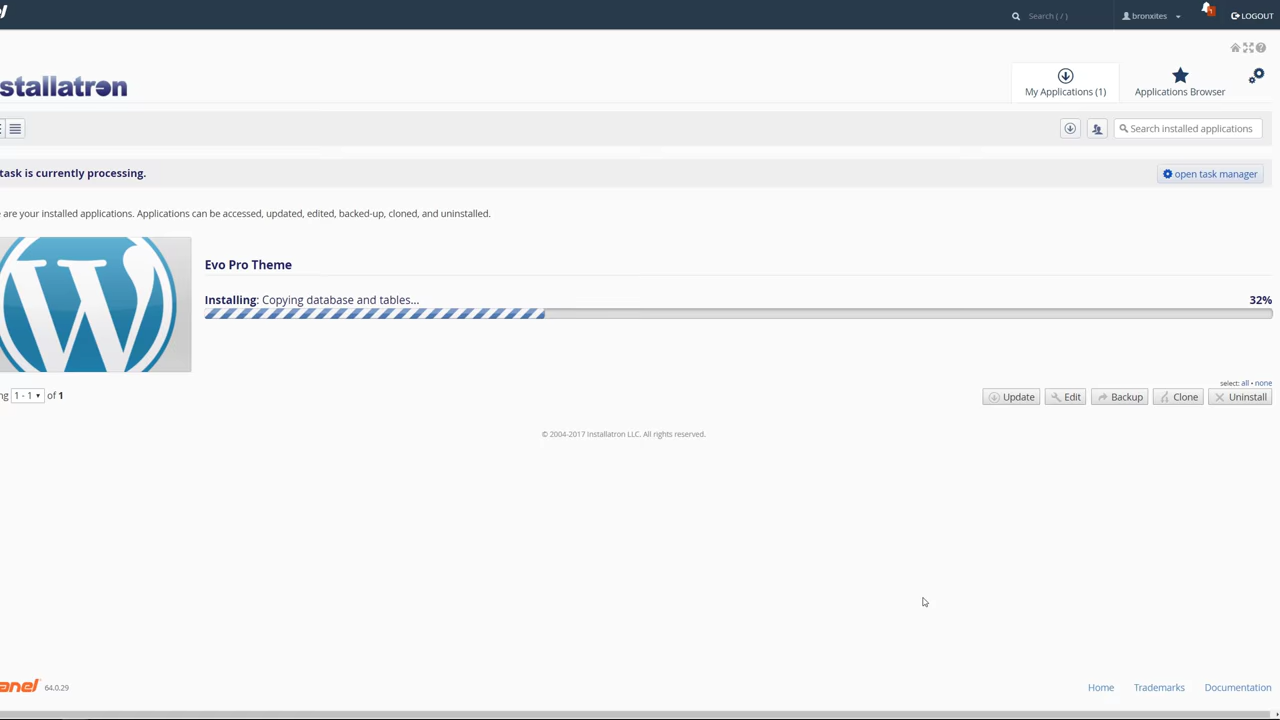 Search ( / )
bronxites
1
LOGOUT
stallatron
My Applications (1)
Applications Browser
Search installed applications
task is currently processing.
open task manager
are your installed applications. Applications can be accessed, updated, edited, backed-up, cloned, and uninstalled.
W
Evo Pro Theme
Installing: Copying database and tables...
32%
select: all • none
1 - 1 of 1
Update
Edit
Backup
Clone
Uninstall
© 2004-2017 Installatron LLC. All rights reserved.
anel 64.0.29
Home
Trademarks
Documentation